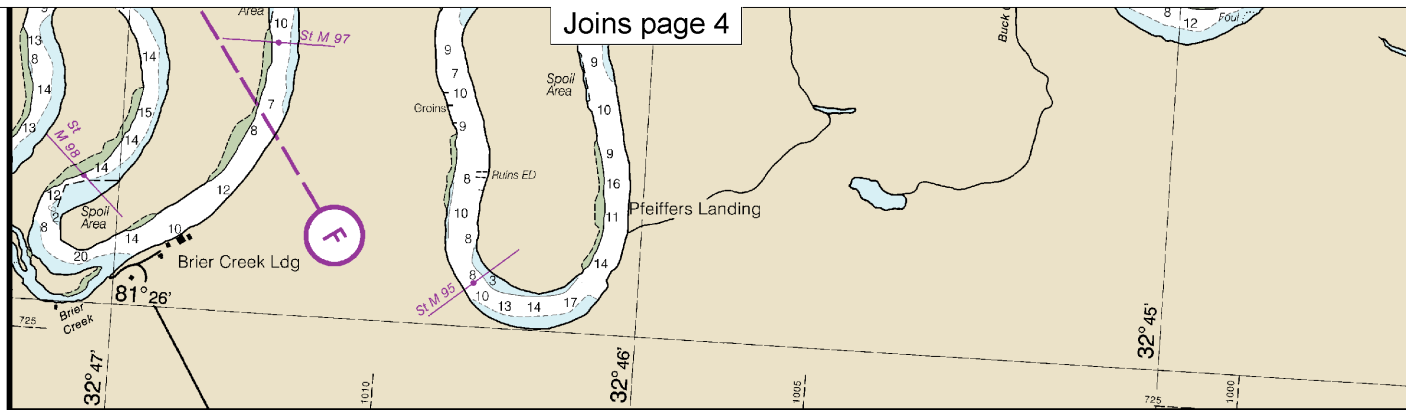 Joins page 4
Area
10
St M 97
13
8
14
13
14
15
14
14
St
M 98
12
7
8
20
14
10
12
8
7
Spoil
Area
Brier Creek Ldg
81°26'
Brier
Creek
725
F
9
7
10
Groins
9
8
Ruins ED
10
8
8
3
St M 95
10
13
14
17
14
11
16
9
10
9
Spoil
Area
Pfeiffers Landing
Buck
8
12
Foul
32°47'
1010
32°46'
1005
32°45'
725
1000